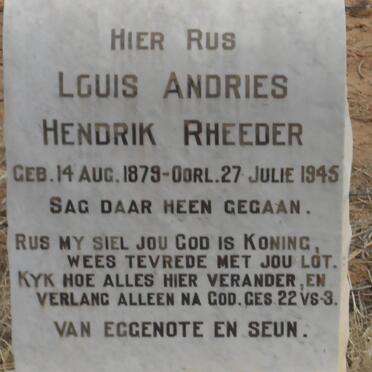 HIER RUS
LOUIS ANDRIES
HENDRIK RHEEDER
GEB. 14 AUG. 1879-OORL. 27 JULIE 1945
SAG DAAR HEEN GEGAAN.
RUS MY SIEL JOU GOD IS KONING,
WEES TEVREDE MET JOU LOT.
KYK HOE ALLES HIER VERANDER, EN
VERLANG ALLEEN NA GOD. GES. 22 VS-3.
VAN EGGENOTE EN SEUN.